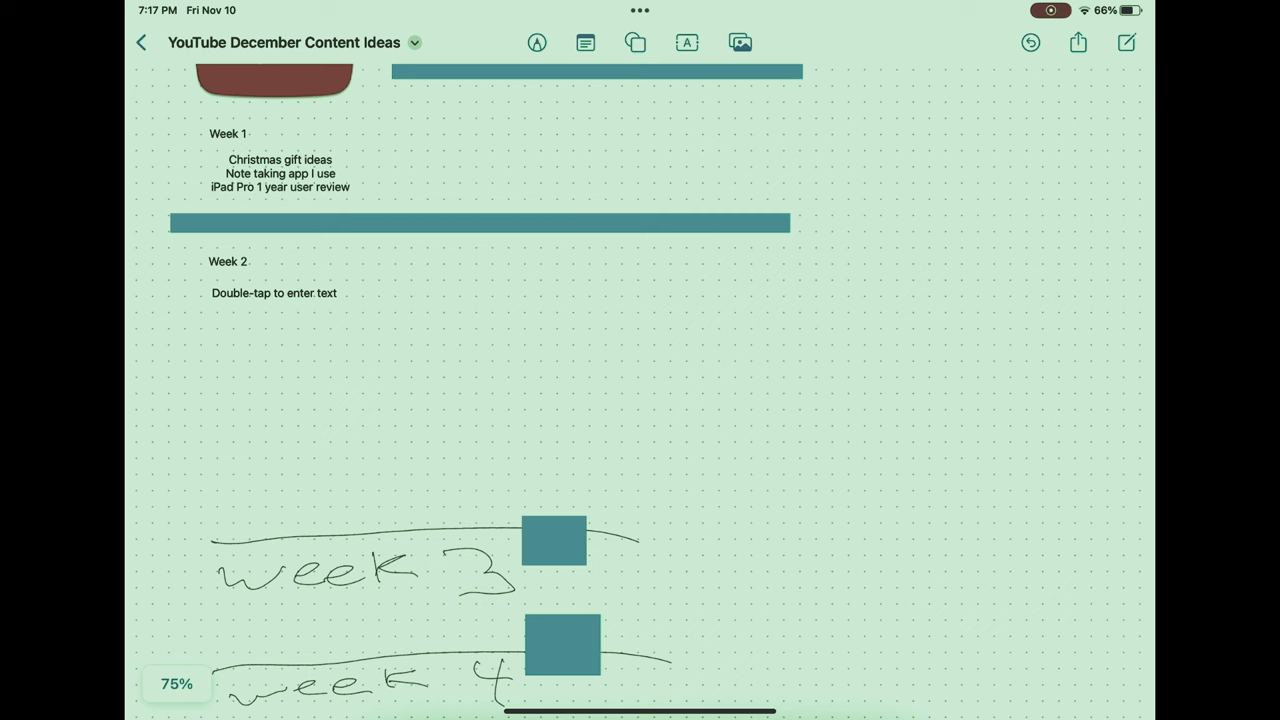 7:17 PM Fri Nov 10
66%
YouTube December Content Ideas
A
Week 1
Christmas gift ideas
Note taking app I use
iPad Pro 1 year user review
Week 2
Double-tap to enter text
week 3
week 4
75%